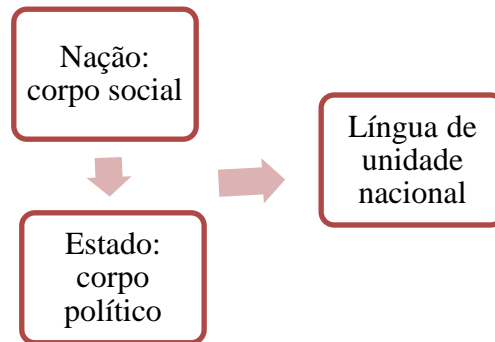 Nação:
corpo social
Estado:
corpo
político
Língua de
unidade
nacional